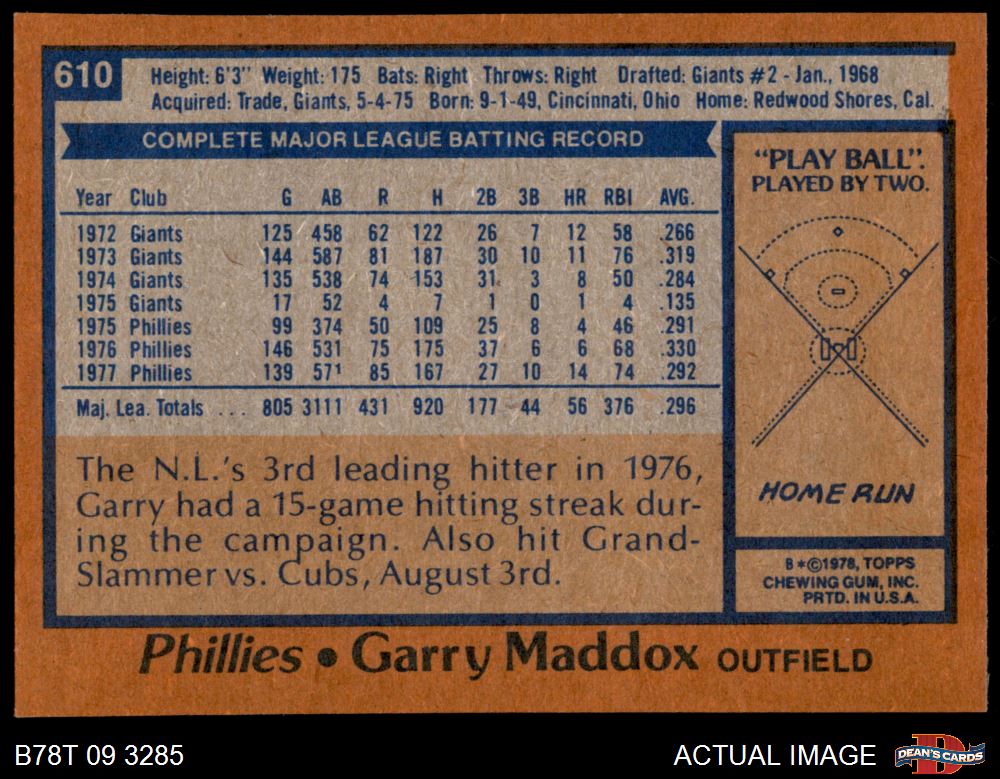 610
Height: 6'3" Weight: 175 Bats: Right Throws: Right Drafted: Giants #2 - Jan., 1968
Acquired: Trade, Giants, 5-4-75 Born: 9-1-49, Cincinnati, Ohio Home: Redwood Shores, Cal.
COMPLETE MAJOR LEAGUE BATTING RECORD
Year Club G AB R H 2B 3B HR RBI AVG.
1972 Giants 125 458 62 122 26 7 12 58 .266
1973 Giants 144 587 81 187 30 10 11 76 .319
1974 Giants 135 538 74 153 31 3 8 50 .284
1975 Giants 17 52 4 7 1 0 1 4 .135
1975 Phillies 99 374 50 109 25 8 4 46 .291
1976 Phillies 146 531 75 175 37 6 6 68 .330
1977 Phillies 139 571 85 167 27 10 14 74 .292
Maj. Lea. Totals ... 805 3111 431 920 177 44 56 376 .296
The N.L.'s 3rd leading hitter in 1976,
Garry had a 15-game hitting streak dur-
ing the campaign. Also hit Grand-
Slammer vs. Cubs, August 3rd.
"PLAY BALL".
PLAYED BY TWO.
HOME RUN
B*©1978, TOPPS
CHEWING GUM, INC.
PRTD. IN U.S.A.
Phillies • Garry Maddox OUTFIELD
B78T 09 3285
ACTUAL IMAGE
DEAN'S CARDS